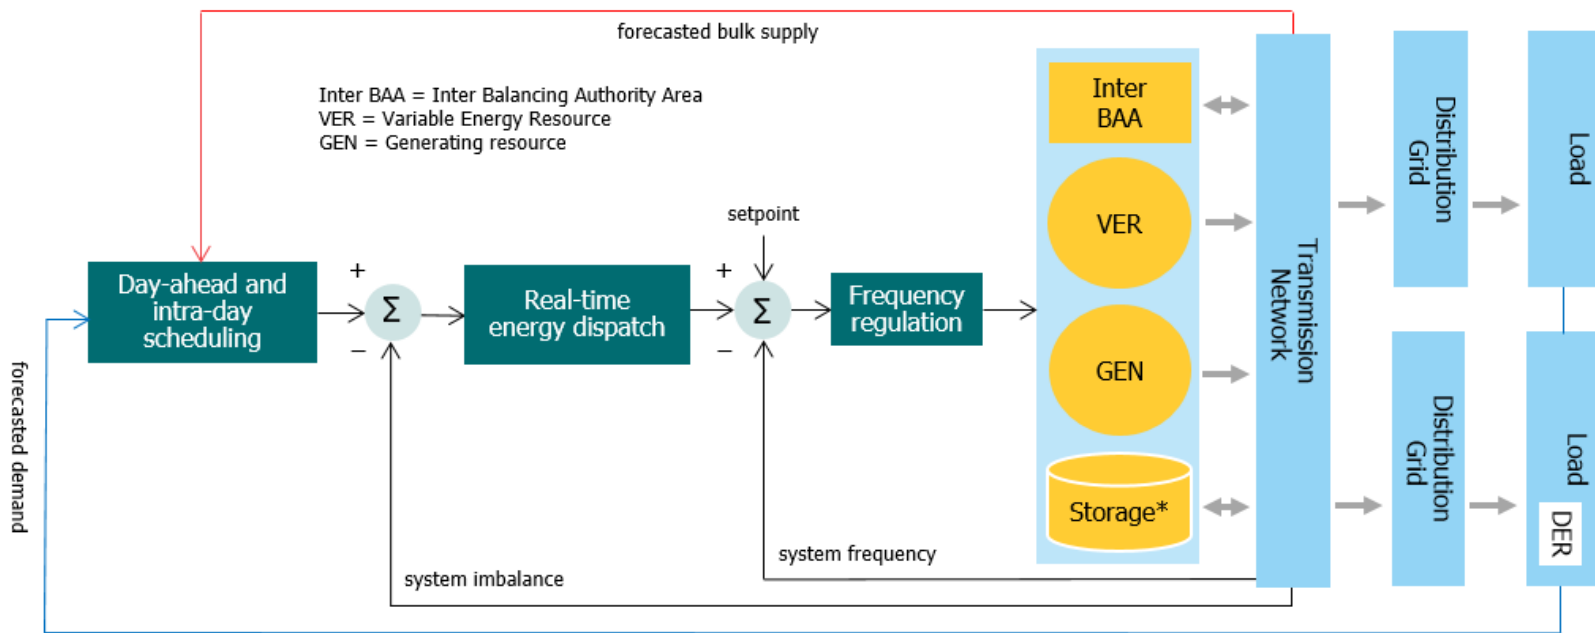 forecasted bulk supply
Inter BAA = Inter Balancing Authority Area
VER = Variable Energy Resource
GEN = Generating resource
setpoint
Day-ahead and
intra-day
scheduling
+
Σ
−
Real-time
energy dispatch
+
Σ
−
Frequency
regulation
Inter
BAA
VER
GEN
Storage*
Transmission
Network
Distribution
Grid
Load
Distribution
Grid
Load
DER
system frequency
system imbalance
forecasted demand